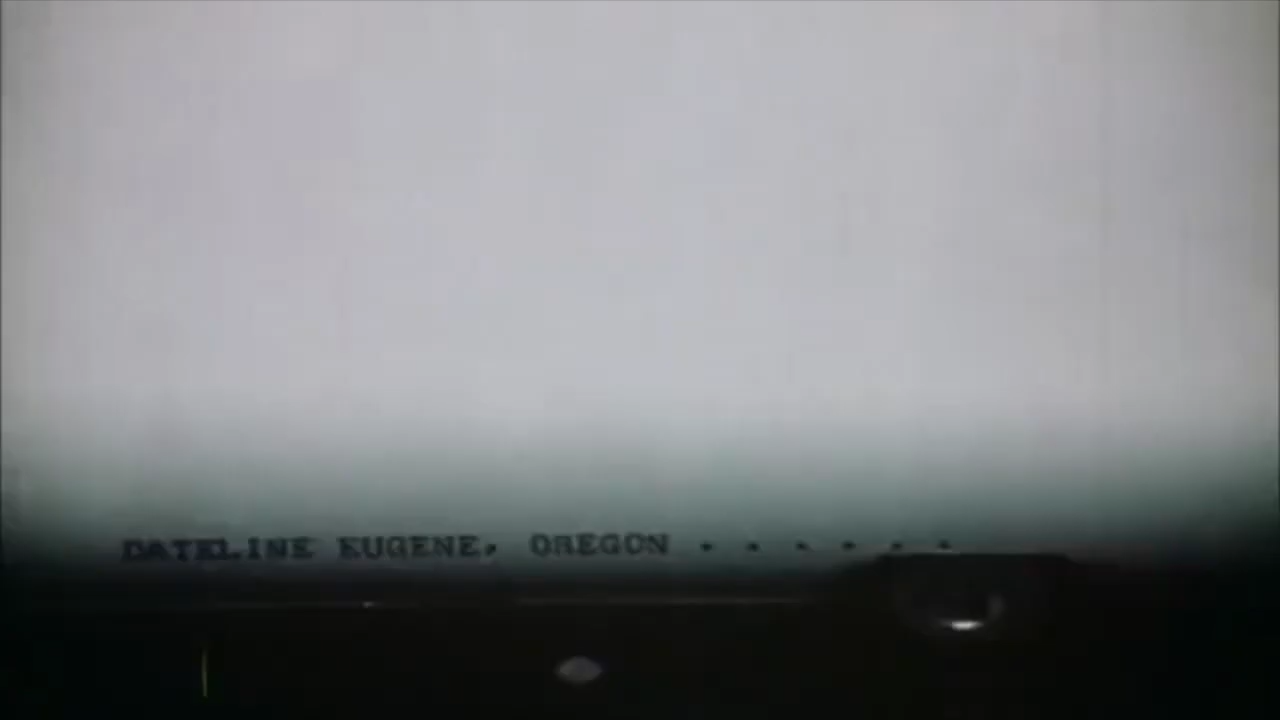 DATELINE EUGENE, OREGON . . . . . .